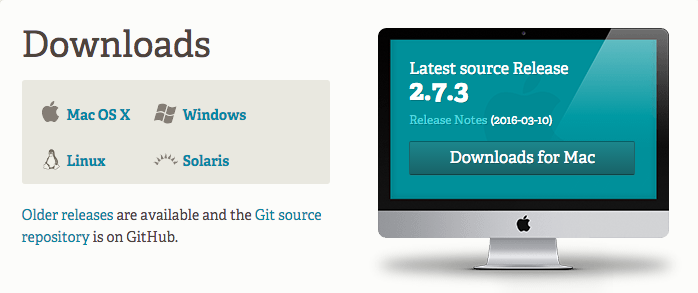 Downloads
Mac OS X
Windows
Linux
Solaris
Older releases are available and the Git source
repository is on GitHub.
Latest source Release
2.7.3
Release Notes (2016-03-10)
Downloads for Mac